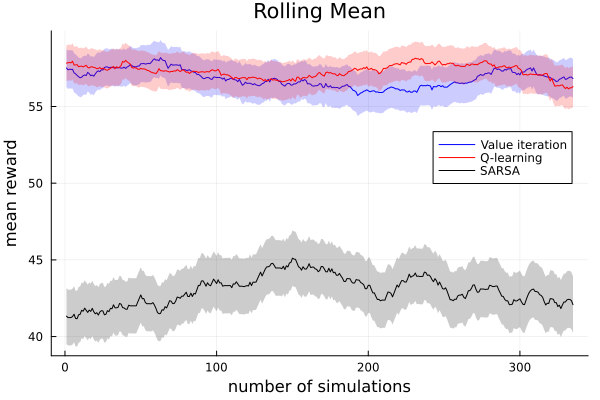 Rolling Mean
mean reward
55
50
45
40
Value iteration
Q-learning
SARSA
0
100
200
300
number of simulations